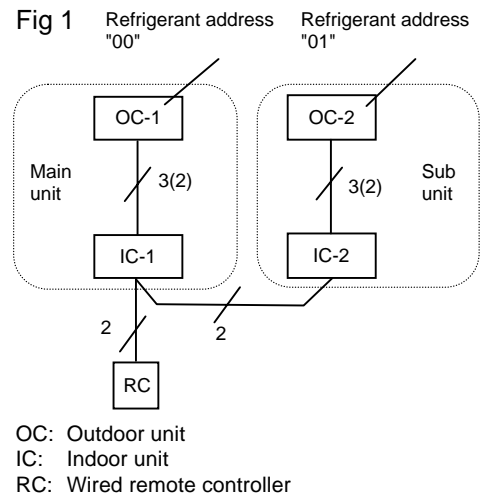 Fig 1
Refrigerant address
"00"
Refrigerant address
"01"
OC-1
OC-2
Main
unit
3(2)
3(2)
Sub
unit
IC-1
IC-2
2
2
RC
OC: Outdoor unit
IC: Indoor unit
RC: Wired remote controller